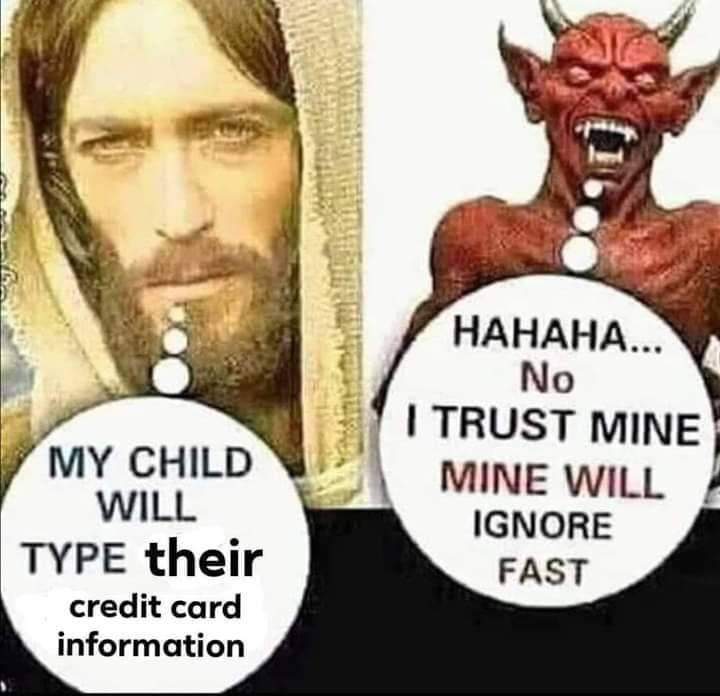 MY CHILD
WILL
TYPE their
credit card
information
HAHAHA...
No
I TRUST MINE
MINE WILL
IGNORE
FAST